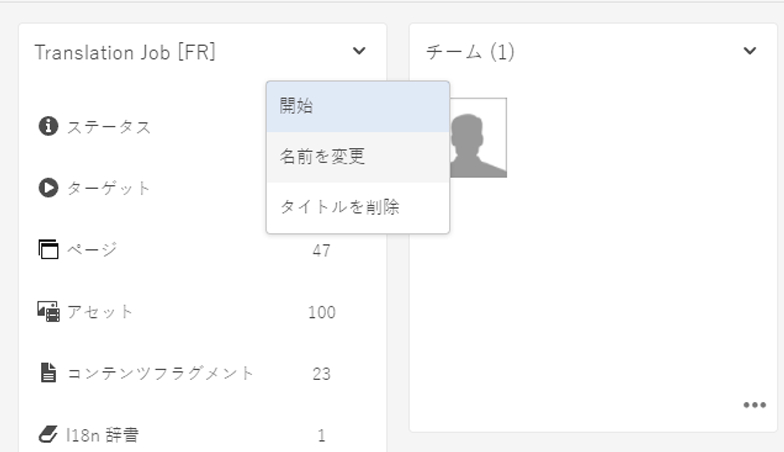 Translation Job [FR]
チーム (1)
開始
名前を変更
タイトルを削除
ステータス
ターゲット
ページ 47
アセット 100
コンテンツフラグメント 23
I18n 辞書 1